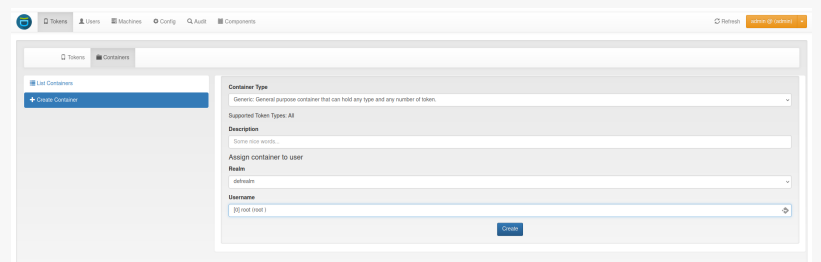 Tokens Users Machines Config Audit Components Refresh admin @ (admin)
Tokens Containers
List Containers
Create Container
Container Type
Generic: General purpose container that can hold any type and any number of token.
Supported Token Types: All
Description
Some nice words...
Assign container to user
Realm
defrealm
Username
[0] root (root )
Create